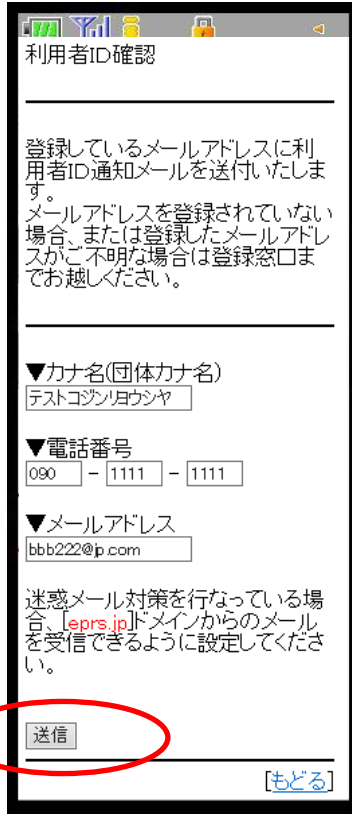 利用者ID確認
登録しているメールアドレスに利
用者ID通知メールを送付いたしま
す。
メールアドレスを登録されていない
場合、または登録したメールアドレ
スがご不明な場合は登録窓口ま
でお越しください。
▼カナ名(団体カナ名)
テストコジンリヨウシヤ
▼電話番号
090 - 1111 - 1111
▼メールアドレス
bbb222@jp.com
迷惑メール対策を行なっている場
合、[eprs.jp]ドメインからのメール
を受信できるように設定してくださ
い。
送信
[もどる]